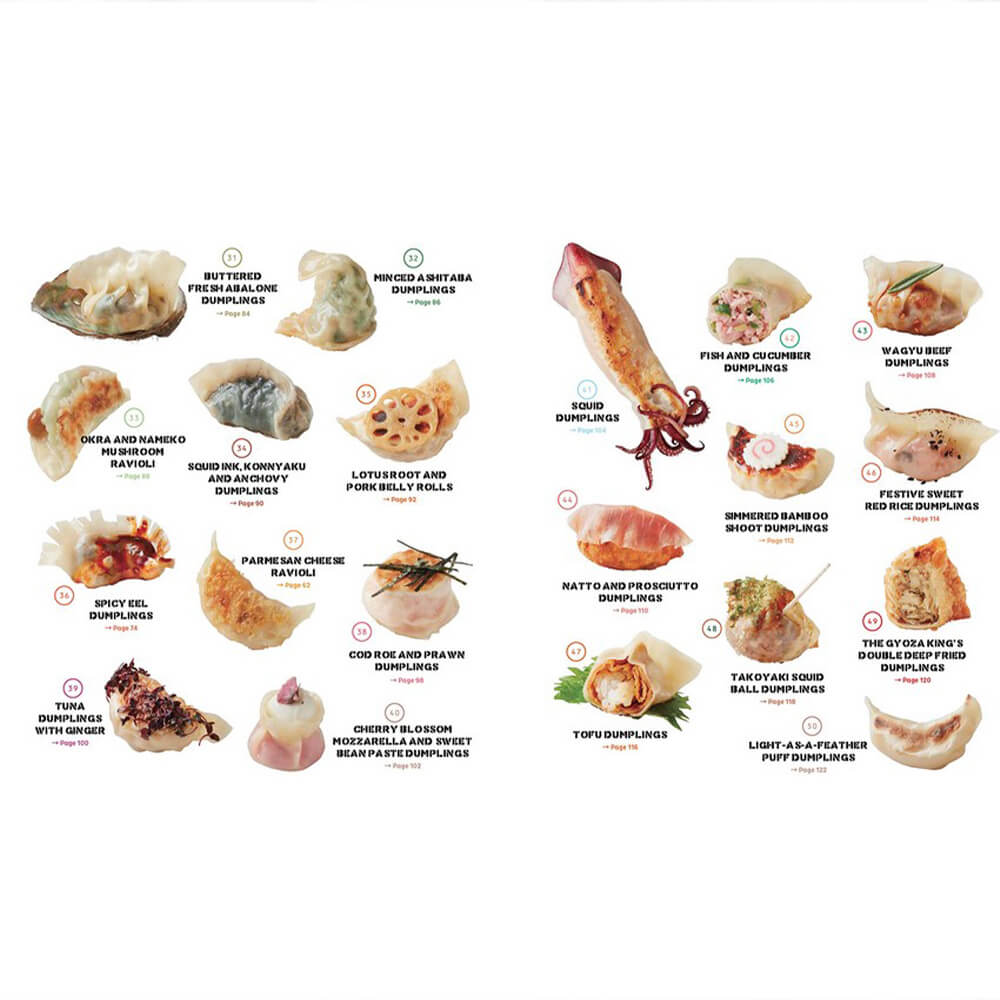 31
BUTTERED
FRESH ABALONE
DUMPLINGS
→ Page 84
32
MINCED ASHITABA
DUMPLINGS
→ Page 86
33
OKRA AND NAMEKO
MUSHROOM
RAVIOLI
→ Page 88
34
SQUID INK, KONNYAKU
AND ANCHOVY
DUMPLINGS
→ Page 90
35
LOTUS ROOT AND
PORK BELLY ROLLS
→ Page 92
36
SPICY EEL
DUMPLINGS
→ Page 74
37
PARMESAN CHEESE
RAVIOLI
→ Page 62
38
COD ROE AND PRAWN
DUMPLINGS
→ Page 98
39
TUNA
DUMPLINGS
WITH GINGER
→ Page 100
40
CHERRY BLOSSOM
MOZZARELLA AND SWEET
BEAN PASTE DUMPLINGS
→ Page 102
41
SQUID
DUMPLINGS
→ Page 104
42
FISH AND CUCUMBER
DUMPLINGS
→ Page 106
43
WAGYU BEEF
DUMPLINGS
→ Page 108
44
NATTO AND PROSCIUTTO
DUMPLINGS
→ Page 110
45
SIMMERED BAMBOO
SHOOT DUMPLINGS
→ Page 112
46
FESTIVE SWEET
RED RICE DUMPLINGS
→ Page 114
47
TOFU DUMPLINGS
→ Page 116
48
TAKOYAKI SQUID
BALL DUMPLINGS
→ Page 118
49
THE GYOZA KING'S
DOUBLE DEEP FRIED
DUMPLINGS
→ Page 120
50
LIGHT-AS-A-FEATHER
PUFF DUMPLINGS
→ Page 122